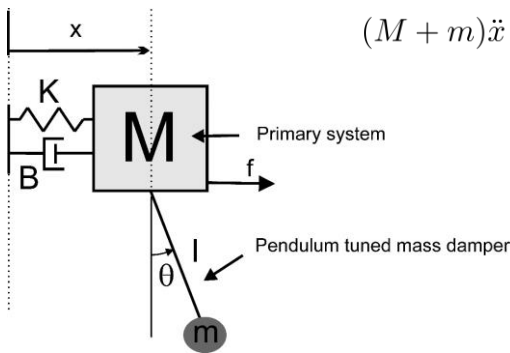 x
(M + m)ẍ
K
M
Primary system
B
f
l
Pendulum tuned mass damper
θ
m